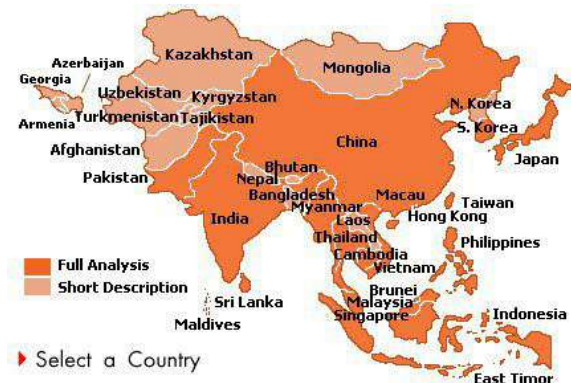 Kazakhstan
Mongolia
Azerbaijan
Georgia
Uzbekistan
Kyrgyzstan
N. Korea
Armenia
Turkmenistan
Tajikistan
S. Korea
China
Afghanistan
Japan
Bhutan
Pakistan
Nepal
Bangladesh
Macau
Taiwan
Myanmar
Hong Kong
India
Laos
Thailand
Philippines
Cambodia
Vietnam
Full Analysis
Short Description
Brunei
Sri Lanka
Malaysia
Indonesia
Singapore
Maldives
Select a Country
East Timor